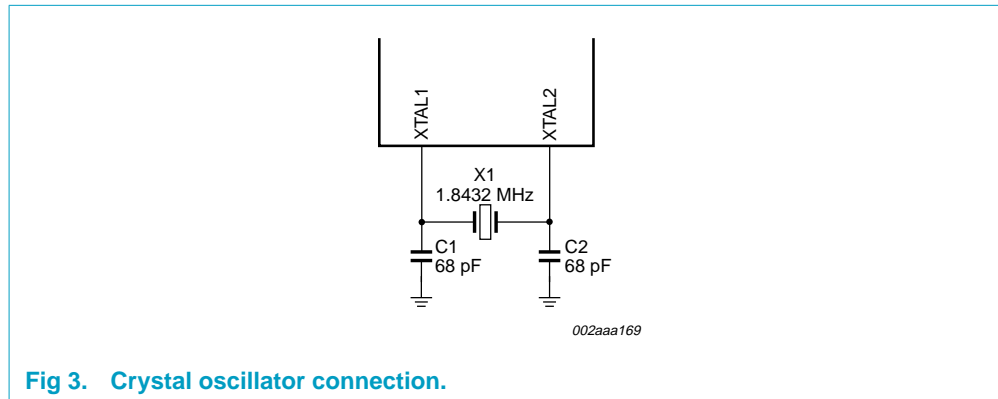 XTAL1
XTAL2
X1
1.8432 MHz
C1
68 pF
C2
68 pF
002aaa169
Fig 3. Crystal oscillator connection.